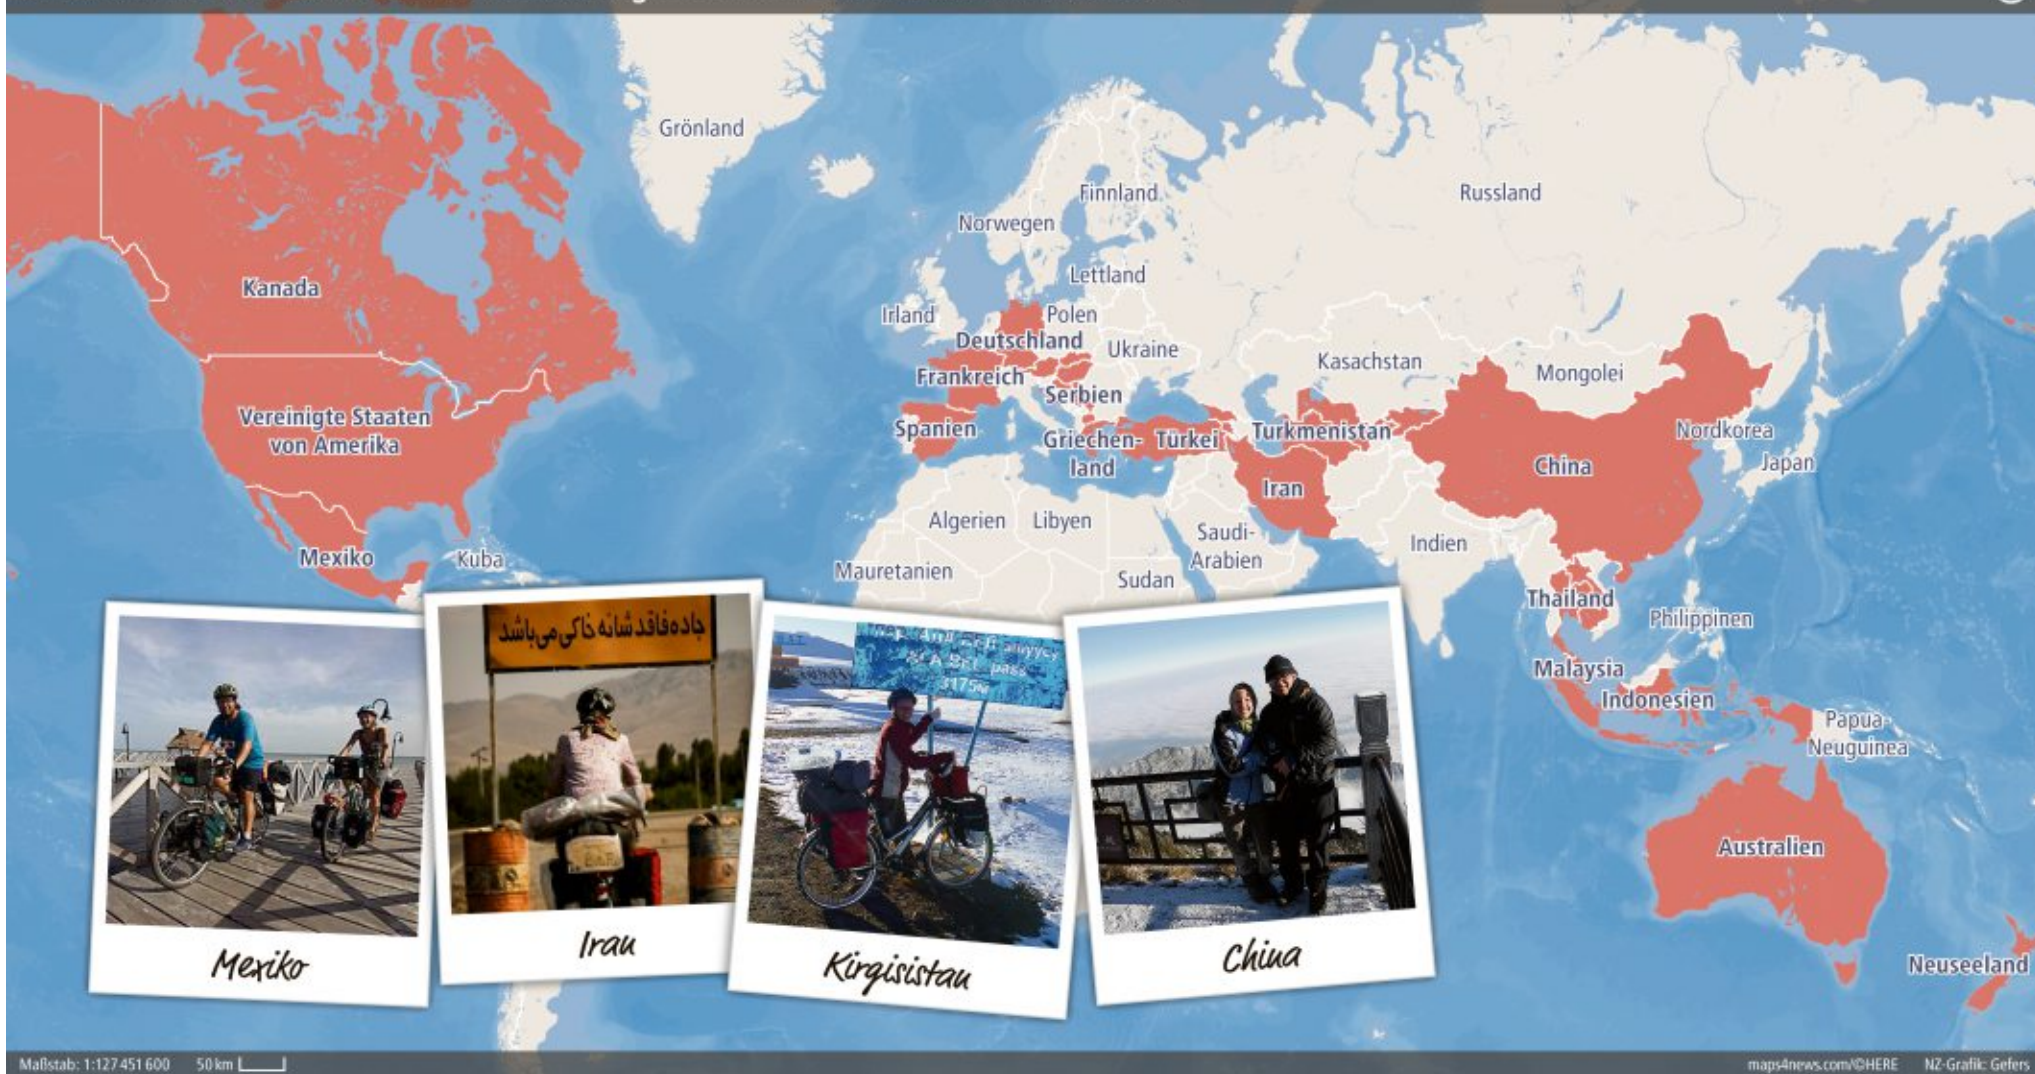 Grönland
Finnland
Russland
Norwegen
Lettland
Kanada
Irland
Polen
Deutschland
Ukraine
Kasachstan
Mongolei
Frankreich
Serbien
Vereinigte Staaten
von Amerika
Spanien
Griechen-
land
Türkei
Turkmenistan
Nordkorea
Japan
China
Iran
Algerien
Libyen
Saudi-
Arabien
Indien
Mexiko
Kuba
Mauretanien
Sudan
Thailand
Philippinen
Malaysia
Indonesien
Papua-
Neuguinea
Australien
Neuseeland
جاده فاقد شانه خاکی می‌باشد
pass
3175м
Mexiko
Iran
Kirgisistan
China
Maßstab: 1:127 451 600
50 km
maps4news.com/©HERE
NZ-Grafik: Gefers